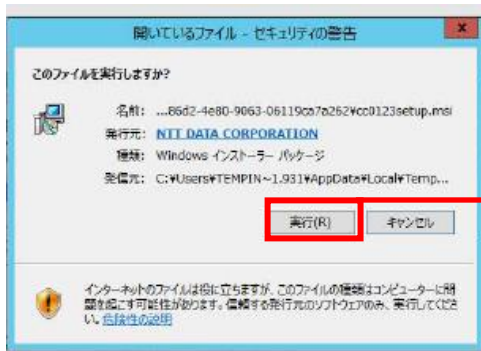 開いているファイル - セキュリティの警告
x
このファイルを実行しますか?
名前: ...86d2-4e80-9063-06119ca7a262¥cc0123setup.msi
発行元: NTT DATA CORPORATION
種類: Windows インストーラー パッケージ
発信元: C:¥Users¥TEMPIN~1.931¥AppData¥Local¥Temp...
実行(R)
キャンセル
インターネットのファイルは役に立ちますが、このファイルの種類はコンピューターに問
題を起こす可能性があります。信頼する発行元のソフトウェアのみ、実行してくださ
い。危険性の説明